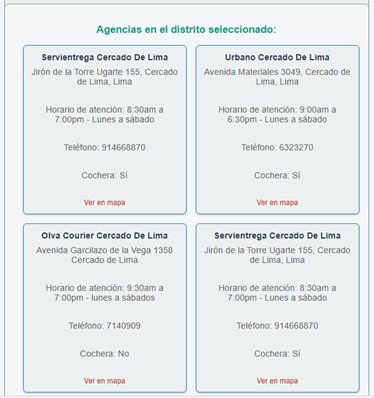 Agencias en el distrito seleccionado:
Servientrega Cercado De Lima
Jirón de la Torre Ugarte 155, Cercado
de Lima, Lima
Horario de atención: 8:30am a
7:00pm - Lunes a sábado
Teléfono: 914668870
Cochera: Sí
Ver en mapa
Urbano Cercado De Lima
Avenida Materiales 3049, Cercado de
Lima, Lima
Horario de atención: 9:00am a
6:30pm - Lunes a sábado
Teléfono: 6323270
Cochera: Sí
Ver en mapa
Olva Courier Cercado De Lima
Avenida Garcilazo de la Vega 1358
Cercado de Lima
Horario de atención: 9:30am a
7:00pm - lunes a sábados
Teléfono: 7140909
Cochera: No
Ver en mapa
Servientrega Cercado De Lima
Jirón de la Torre Ugarte 155, Cercado
de Lima, Lima
Horario de atención: 8:30am a
7:00pm - Lunes a sábado
Teléfono: 914668870
Cochera: Sí
Ver en mapa